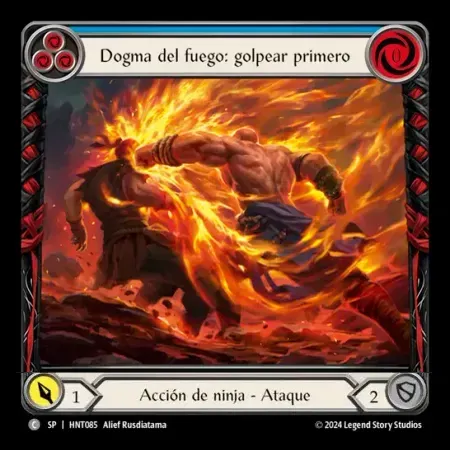 Dogma del fuego: golpear primero
0
1
Acción de ninja - Ataque
2
C SP | HNT085 Alief Rusdiatama
© 2024 Legend Story Studios